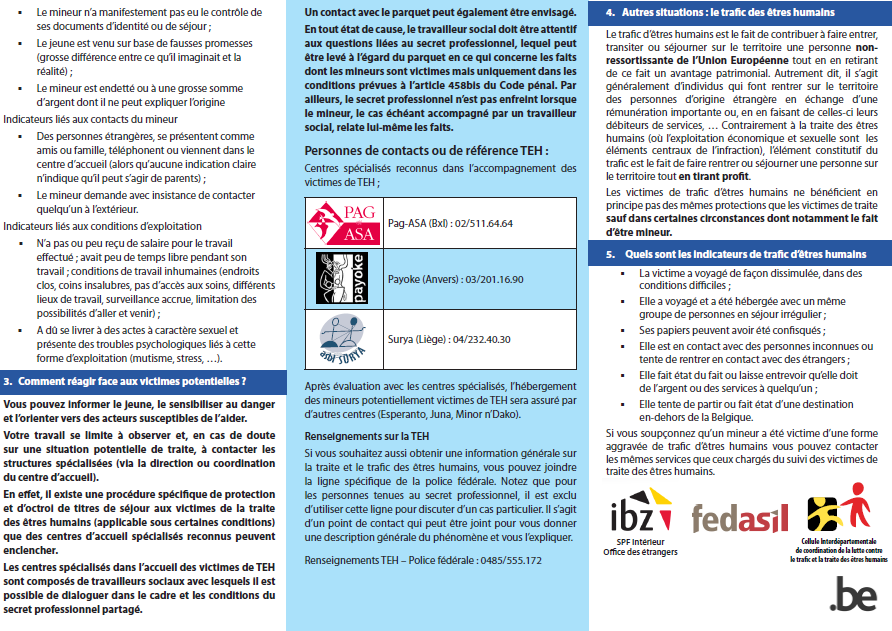 ▪ Le mineur n’a manifestement pas eu le contrôle de
ses documents d’identité ou de séjour ;
▪ Le jeune est venu sur base de fausses promesses
(grosse différence entre ce qu’il imaginait et la
réalité) ;
▪ Le mineur est endetté ou à une grosse somme
d’argent dont il ne peut expliquer l’origine
Indicateurs liés aux contacts du mineur
▪ Des personnes étrangères, se présentent comme
amis ou famille, téléphonent ou viennent dans le
centre d’accueil (alors qu’aucune indication claire
n’indique qu’il peut s’agir de parents) ;
▪ Le mineur demande avec insistance de contacter
quelqu’un à l’extérieur.
Indicateurs liés aux conditions d’exploitation
▪ N’a pas ou peu reçu de salaire pour le travail
effectué ; avait peu de temps libre pendant son
travail ; conditions de travail inhumaines (endroits
clos, coins insalubres, pas d’accès aux soins, différents
lieux de travail, surveillance accrue, limitation des
possibilités d’aller et venir) ;
▪ A dû se livrer à des actes à caractère sexuel et
présente des troubles psychologiques liés à cette
forme d’exploitation (mutisme, stress, …).
3. Comment réagir face aux victimes potentielles ?
Vous pouvez informer le jeune, le sensibiliser au danger
et l’orienter vers des acteurs susceptibles de l’aider.
Votre travail se limite à observer et, en cas de doute
sur une situation potentielle de traite, à contacter les
structures spécialisées (via la direction ou coordination
du centre d’accueil).
En effet, il existe une procédure spécifique de protection
et d’octroi de titres de séjour aux victimes de la traite
des êtres humains (applicable sous certaines conditions)
que des centres d’accueil spécialisés reconnus peuvent
enclencher.
Les centres spécialisés dans l’accueil des victimes de TEH
sont composés de travailleurs sociaux avec lesquels il est
possible de dialoguer dans le cadre et les conditions du
secret professionnel partagé.
Un contact avec le parquet peut également être envisagé.
En tout état de cause, le travailleur social doit être attentif
aux questions liées au secret professionnel, lequel peut
être levé à l’égard du parquet en ce qui concerne les faits
dont les mineurs sont victimes mais uniquement dans les
conditions prévues à l’article 458bis du Code pénal. Par
ailleurs, le secret professionnel n’est pas enfreint lorsque
le mineur, le cas échéant accompagné par un travailleur
social, relate lui-même les faits.
Personnes de contacts ou de référence TEH :
Centres spécialisés reconnus dans l’accompagnement des
victimes de TEH ;
PAG
ASA
Pag-ASA (Bxl) : 02/511.64.64
payoke
Payoke (Anvers) : 03/201.16.90
asbl SURYA
Surya (Liège) : 04/232.40.30
Après évaluation avec les centres spécialisés, l’hébergement
des mineurs potentiellement victimes de TEH sera assuré par
d’autres centres (Esperanto, Juna, Minor n’Dako).
Renseignements sur la TEH
Si vous souhaitez aussi obtenir une information générale sur
la traite et le trafic des êtres humains, vous pouvez joindre
la ligne spécifique de la police fédérale. Notez que pour
les personnes tenues au secret professionnel, il est exclu
d’utiliser cette ligne pour discuter d’un cas particulier. Il s’agit
d’un point de contact qui peut être joint pour vous donner
une description générale du phénomène et vous l’expliquer.
Renseignements TEH – Police fédérale : 0485/555.172
4. Autres situations : le trafic des êtres humains
Le trafic d’êtres humains est le fait de contribuer à faire entrer,
transiter ou séjourner sur le territoire une personne non-
ressortissante de l’Union Européenne tout en en retirant
de ce fait un avantage patrimonial. Autrement dit, il s’agit
généralement d’individus qui font rentrer sur le territoire
des personnes d’origine étrangère en échange d’une
rémunération importante ou, en en faisant de celles-ci leurs
débiteurs de services, … Contrairement à la traite des êtres
humains (où l’exploitation économique et sexuelle sont les
éléments centraux de l’infraction), l’élément constitutif du
trafic est le fait de faire rentrer ou séjourner une personne sur
le territoire tout en tirant profit.
Les victimes de trafic d’êtres humains ne bénéficient en
principe pas des mêmes protections que les victimes de traite
sauf dans certaines circonstances dont notamment le fait
d’être mineur.
5. Quels sont les indicateurs de trafic d’êtres humains
▪ La victime a voyagé de façon dissimulée, dans des
conditions difficiles ;
▪ Elle a voyagé et a été hébergée avec un même
groupe de personnes en séjour irrégulier ;
▪ Ses papiers peuvent avoir été confisqués ;
▪ Elle est en contact avec des personnes inconnues ou
tente de rentrer en contact avec des étrangers ;
▪ Elle fait état du fait ou laisse entrevoir qu’elle doit
de l’argent ou des services à quelqu’un ;
▪ Elle tente de partir ou fait état d’une destination
en-dehors de la Belgique.
Si vous soupçonnez qu’un mineur a été victime d’une forme
aggravée de trafic d’êtres humains vous pouvez contacter
les mêmes services que ceux chargés du suivi des victimes de
traite des êtres humains.
ibz
SPF Intérieur
Office des étrangers
fedasil
Cellule Interdépartementale
de coordination de la lutte contre
le trafic et la traite des êtres humains
.be